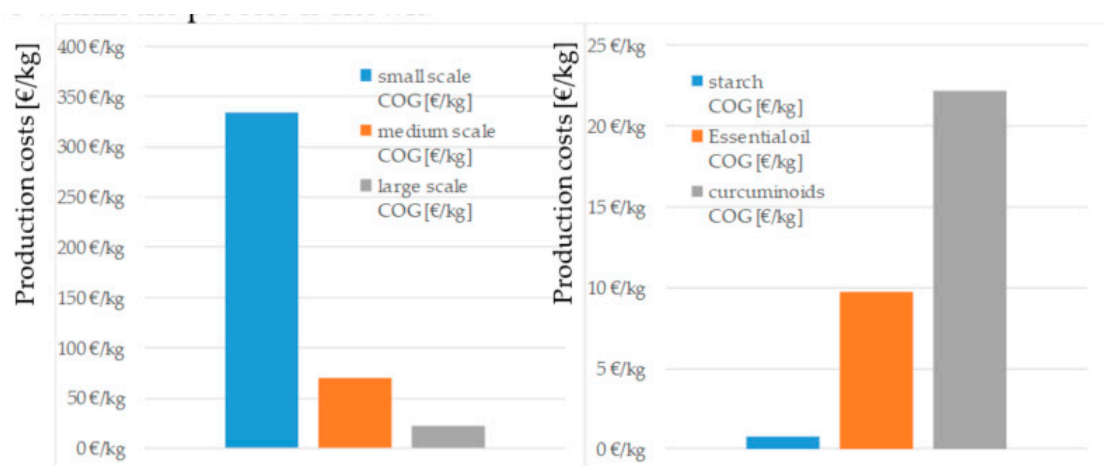 Production costs [€/kg]
400 €/kg
350 €/kg
300 €/kg
250 €/kg
200 €/kg
150 €/kg
100 €/kg
50 €/kg
0 €/kg
small scale
COG [€/kg]
medium scale
COG [€/kg]
large scale
COG [€/kg]
Production costs [€/kg]
25 €/kg
20 €/kg
15 €/kg
10 €/kg
5 €/kg
0 €/kg
starch
COG [€/kg]
Essential oil
COG [€/kg]
curcuminoids
COG [€/kg]